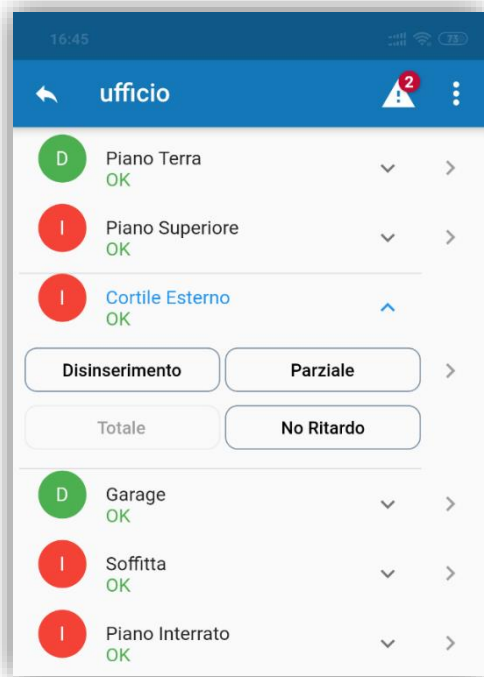 16:45
73
ufficio
2
D
Piano Terra
OK
I
Piano Superiore
OK
I
Cortile Esterno
OK
Disinserimento Parziale
Totale No Ritardo
D
Garage
OK
I
Soffitta
OK
I
Piano Interrato
OK